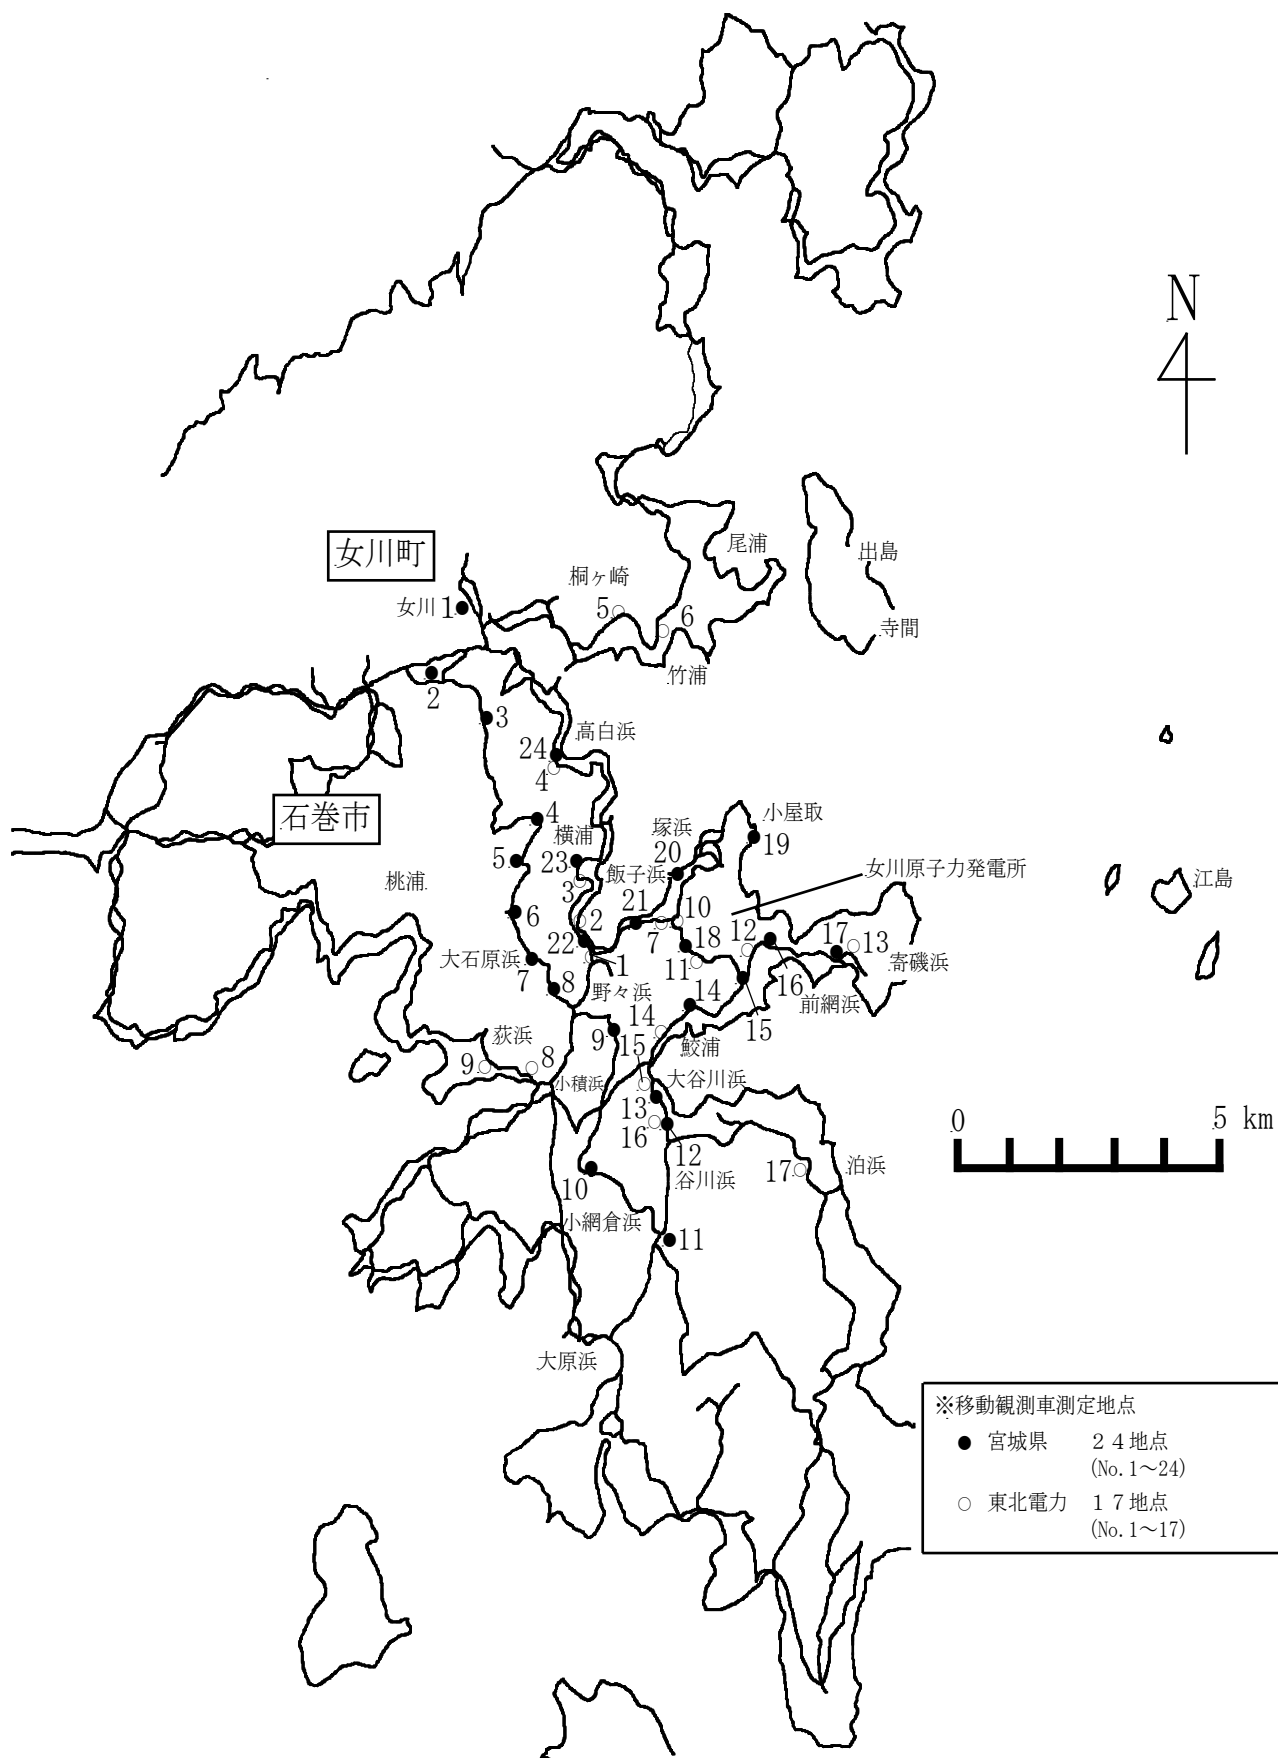 N
女川町
尾浦
出島
桐ヶ崎
女川 1
5
6
寺間
竹浦
2
3
高白浜
24
4
石巻市
4
小屋取
塚浜
横浦
19
5
23
20
飯子浜
女川原子力発電所
桃浦
3
江島
21
6
2
10
7
18
12
17
13
22
大石原浜
1
11
寄磯浜
16
7
8
野々浜
14
前網浜
15
9
14
鮫浦
荻浜
15
9
8
小積浜
大谷川浜
13
0
5 km
16
12
10
谷川浜
17
泊浜
小網倉浜
11
大原浜
※移動観測車測定地点
● 宮城県 24地点
(No.1～24)
○ 東北電力 17地点
(No.1～17)